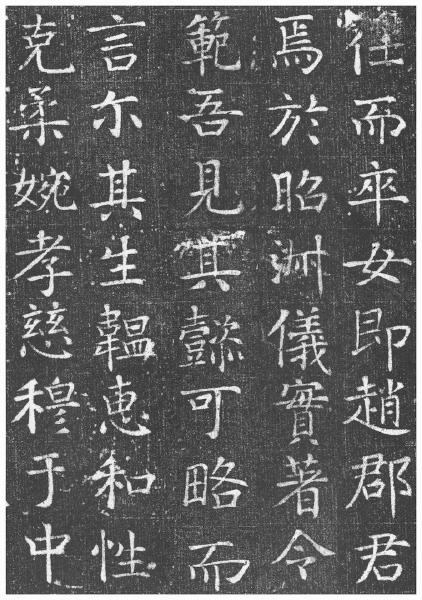 往而卒女即趙郡君
焉於昭淋儀實著令
範吾見其懿可略而
言尔其生韞惠和性
克柔婉孝慈穆于中